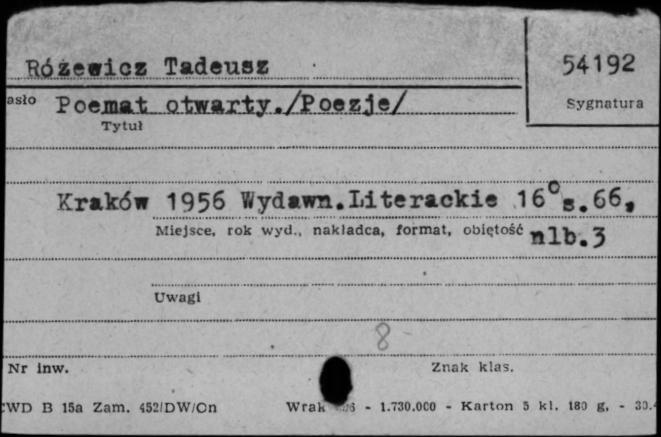 Różewicz Tadeusz
54192
asło Poemat otwarty./Poezje/
Sygnatura
Tytuł
Kraków 1956 Wydawn.Literackie 16° s.66,
Miejsce, rok wyd., nakładca, format, objętość nlb.3
Uwagi
8
Nr inw. Znak klas.
CWD B 15a Zam. 452/DW/Cn Wrak - 1.730.000 - Karton 5 kl. 180 g. - 30.